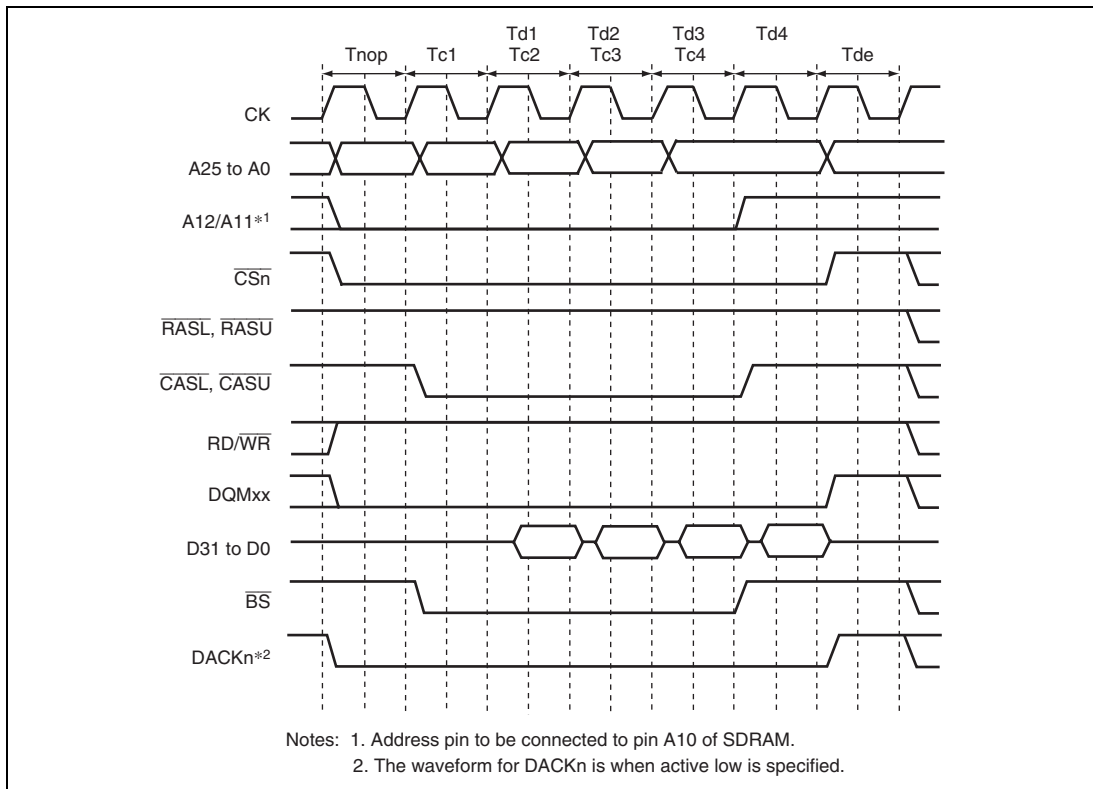 Td1 Td2 Td3 Td4
Tnop Tc1 Tc2 Tc3 Tc4 Tde
CK
A25 to A0
A12/A11*1
CSn
RASL, RASU
CASL, CASU
RD/WR
DQMxx
D31 to D0
BS
DACKn*2
Notes: 1. Address pin to be connected to pin A10 of SDRAM.
2. The waveform for DACKn is when active low is specified.